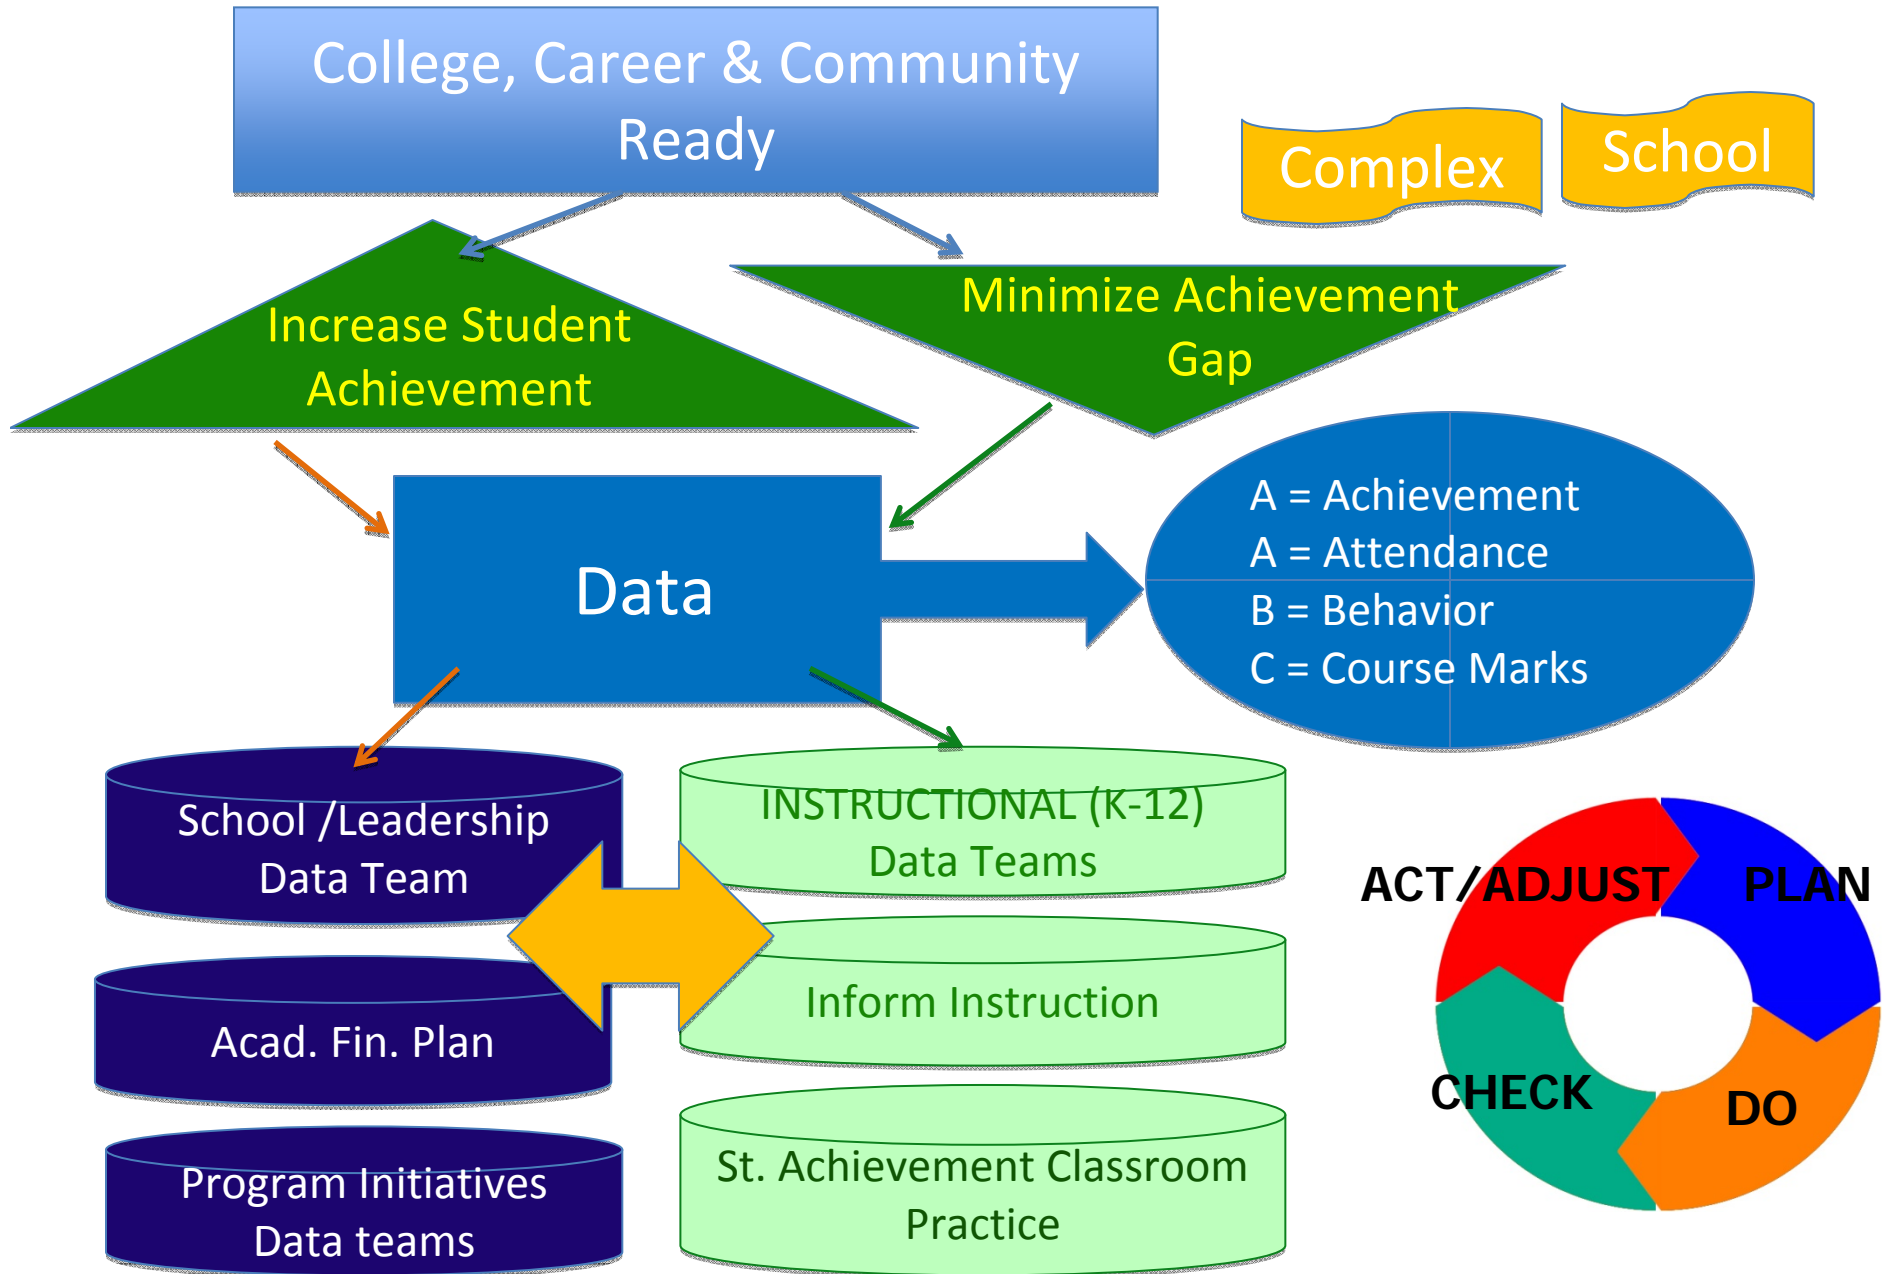 College, Career & Community
Ready
Complex
School
Increase Student
Achievement
Minimize Achievement
Gap
Data
A = Achievement
A = Attendance
B = Behavior
C = Course Marks
School /Leadership
Data Team
INSTRUCTIONAL (K-12)
Data Teams
Acad. Fin. Plan
Inform Instruction
Program Initiatives
Data teams
St. Achievement Classroom
Practice
ACT/ADJUST
PLAN
CHECK
DO